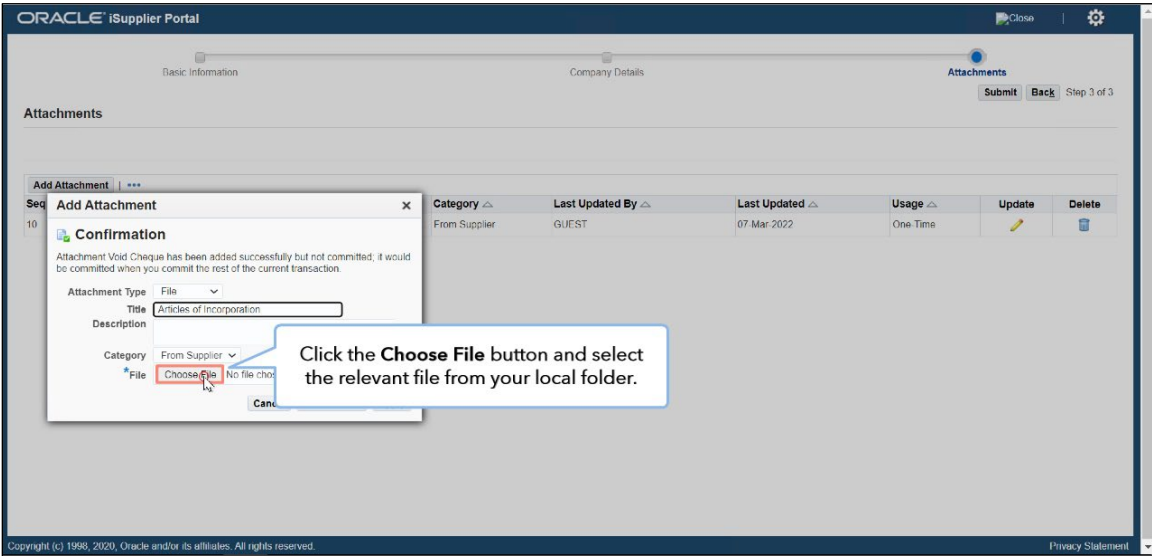 ORACLE iSupplier Portal
Close
Basic Information
Company Details
Attachments
Submit Back Step 3 of 3
Attachments
Add Attachment | •••
Seq Category Last Updated By Last Updated Usage Update Delete
10 From Supplier GUEST 07-Mar-2022 One-Time
Add Attachment ×
Confirmation
Attachment Void Cheque has been added successfully but not committed; it would
be committed when you commit the rest of the current transaction.
Attachment Type File
Title Articles of Incorporation
Description
Category From Supplier
*File Choose File No file chos
Canc
Click the Choose File button and select
the relevant file from your local folder.
Copyright (c) 1998, 2020, Oracle and/or its affiliates. All rights reserved.
Privacy Statement